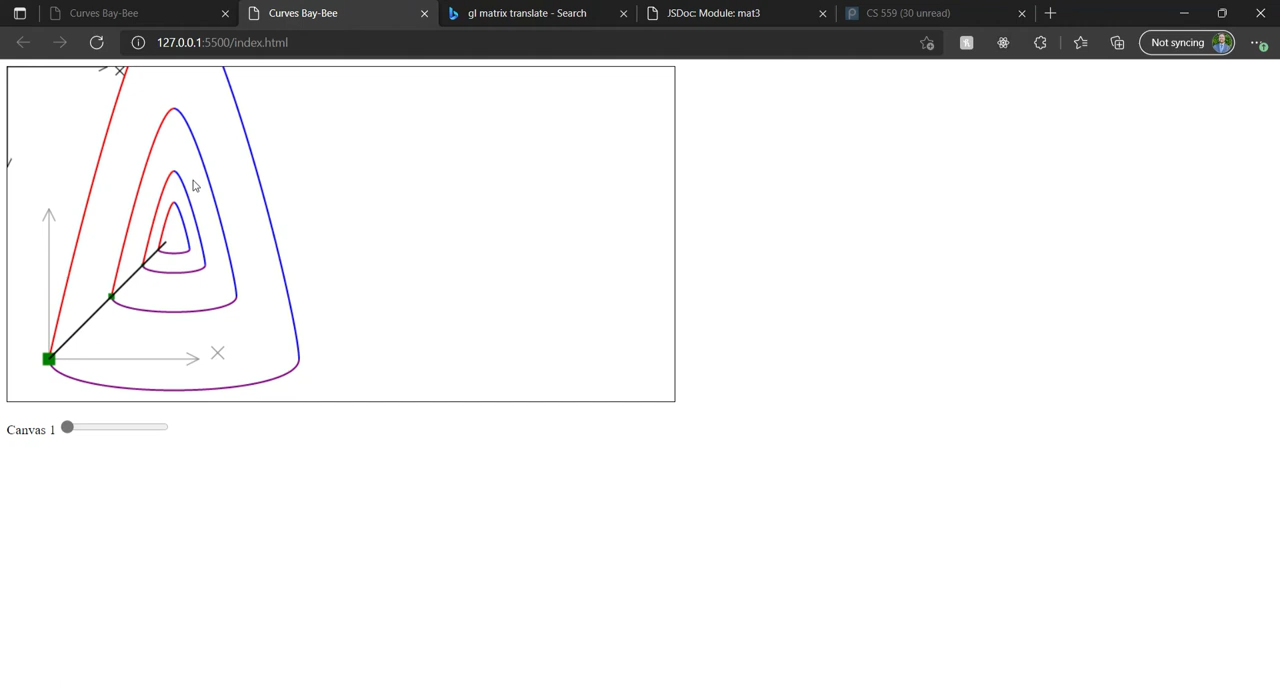 Curves Bay-Bee
Curves Bay-Bee
gl matrix translate - Search
JSDoc: Module: mat3
CS 559 (30 unread)
127.0.0.1:5500/index.html
Not syncing
X
X
Canvas 1